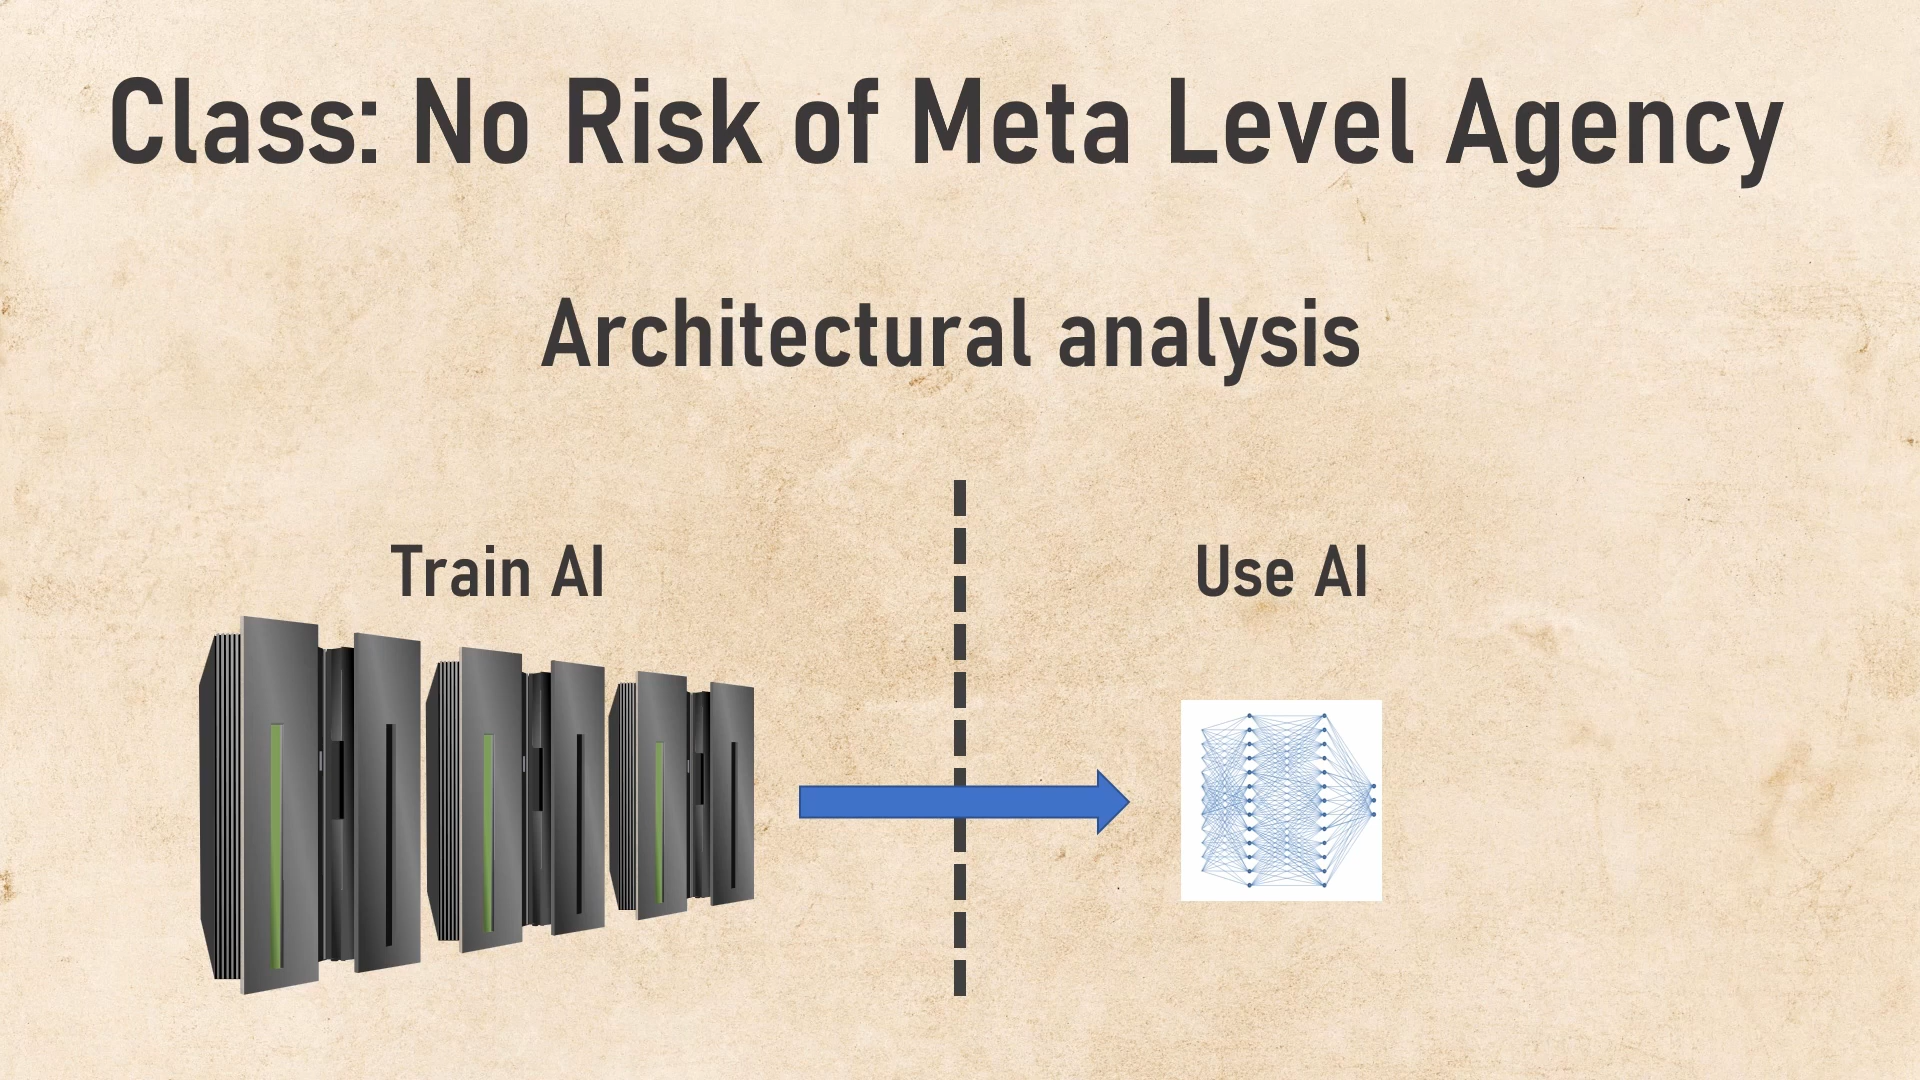 Class: No Risk of Meta Level Agency
Architectural analysis
Train AI
Use AI